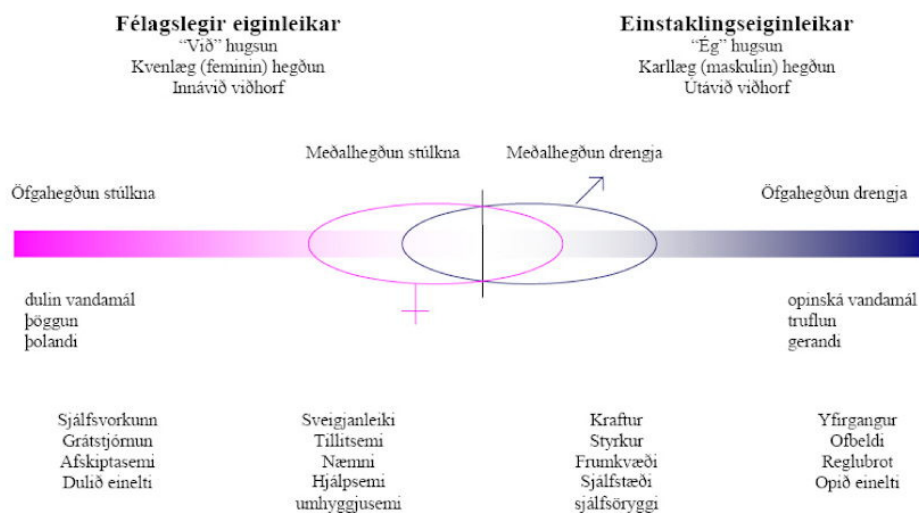 Félagslegir eiginleikar
“Við” hugsun
Kvenlæg (feminin) hegðun
Innávið viðhorf
Einstaklingseiginleikar
“Ég” hugsun
Karllæg (maskulin) hegðun
Útávið viðhorf
Meðalhegðun stúlkna
Meðalhegðun drengja
Öfgahegðun stúlkna
Öfgahegðun drengja
dulin vandamál
þöggun
þolandi
opinská vandamál
truflun
gerandi
Sjálfsvorkunn
Grátstjórnun
Afskiptasemi
Dulið einelti
Sveigjanleiki
Tillitsemi
Næmni
Hjálpsemi
umhyggjusemi
Kraftur
Styrkur
Frumkvæði
Sjálfstæði
sjálfsöryggi
Yfirgangur
Ofbeldi
Reglubrot
Opið einelti